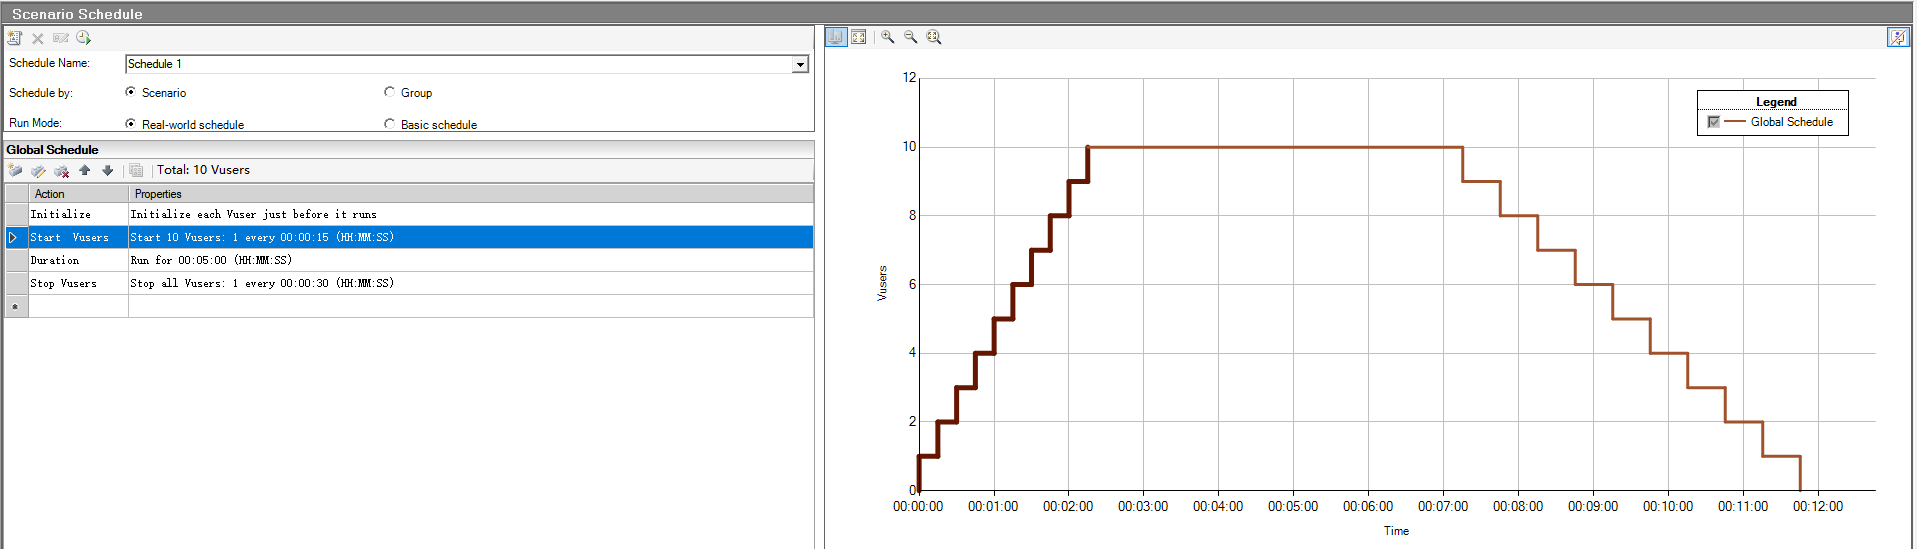 Scenario Schedule
Schedule Name: Schedule 1
Schedule by: Scenario Group
Run Mode: Real-world schedule Basic schedule
Global Schedule
Total: 10 Vusers
Action Properties
Initialize Initialize each Vuser just before it runs
Start Vusers Start 10 Vusers: 1 every 00:00:15 (HH:MM:SS)
Duration Run for 00:05:00 (HH:MM:SS)
Stop Vusers Stop all Vusers: 1 every 00:00:30 (HH:MM:SS)
*
Legend
Global Schedule
12
10
8
6
4
2
0
Vusers
00:00:00 00:01:00 00:02:00 00:03:00 00:04:00 00:05:00 00:06:00 00:07:00 00:08:00 00:09:00 00:10:00 00:11:00 00:12:00
Time